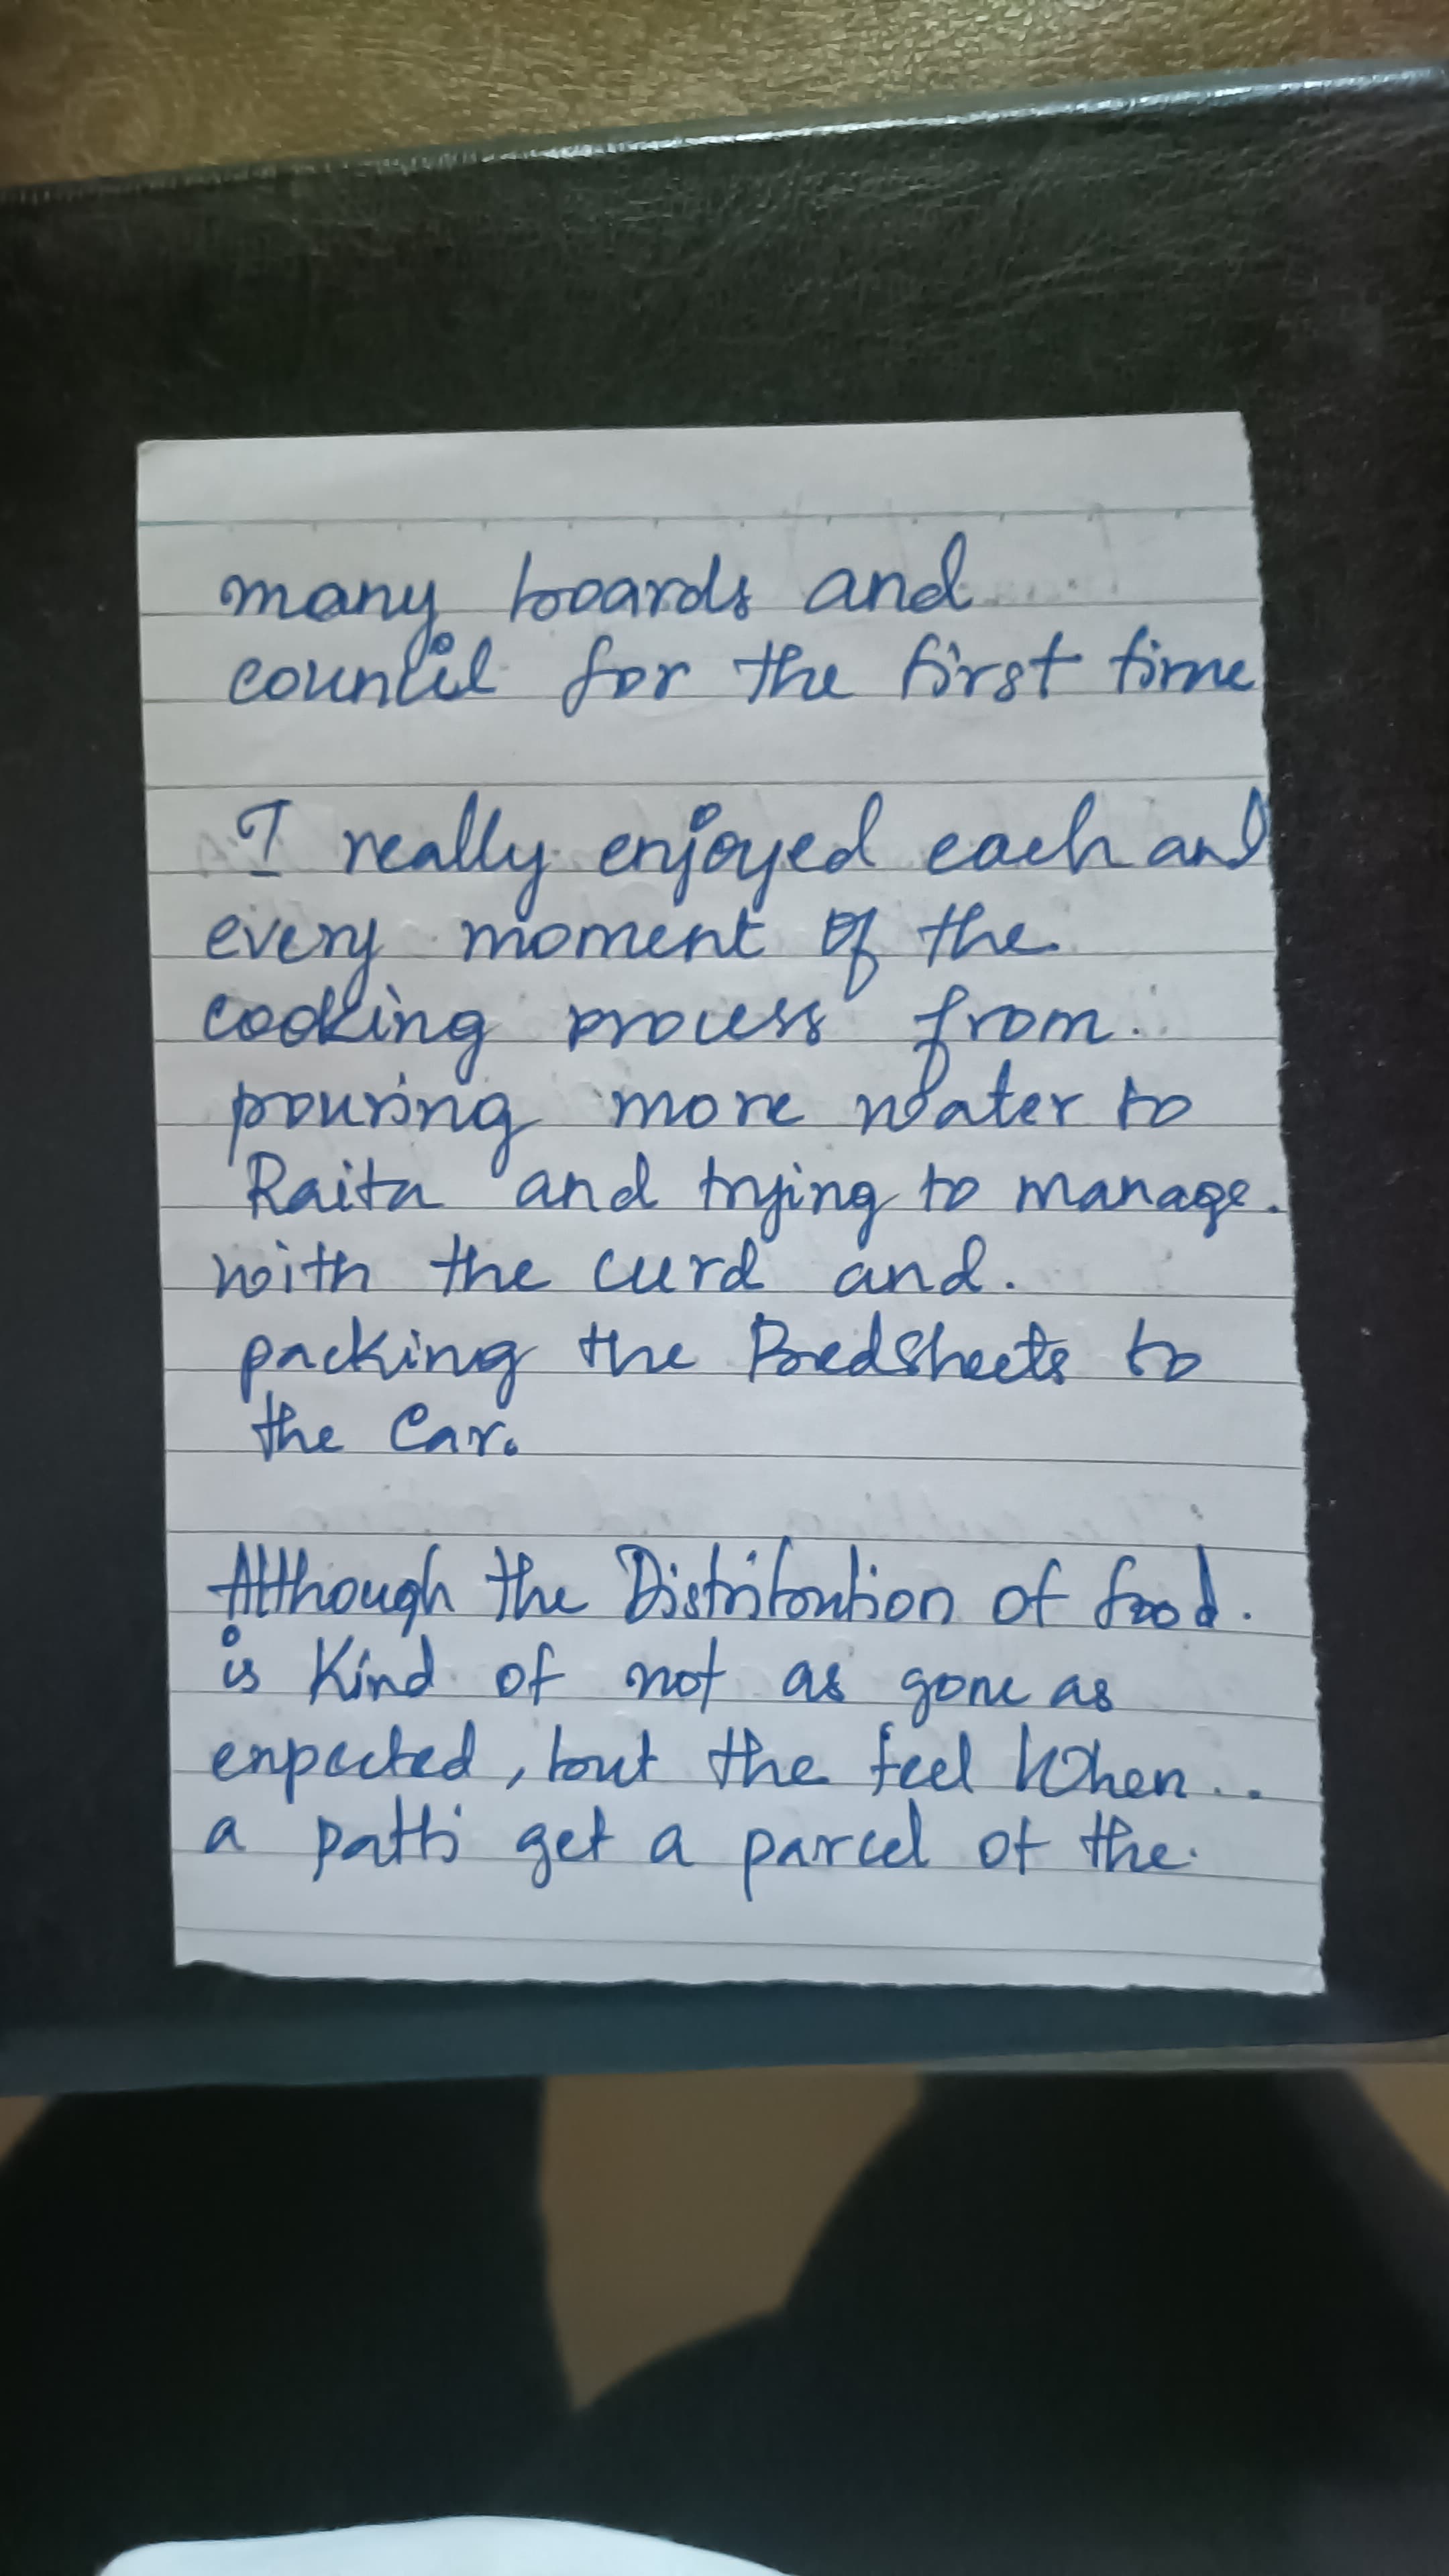 many boards and
council for the first time
I really enjoyed each and
every moment of the
cooking process from
pouring more water to
Raita and trying to manage.
with the curd and.
packing the Bedsheets to
the Car.
Although the Distribution of food.
is Kind of not as gone as
expected, but the feel When..
a patti get a parcel of the.